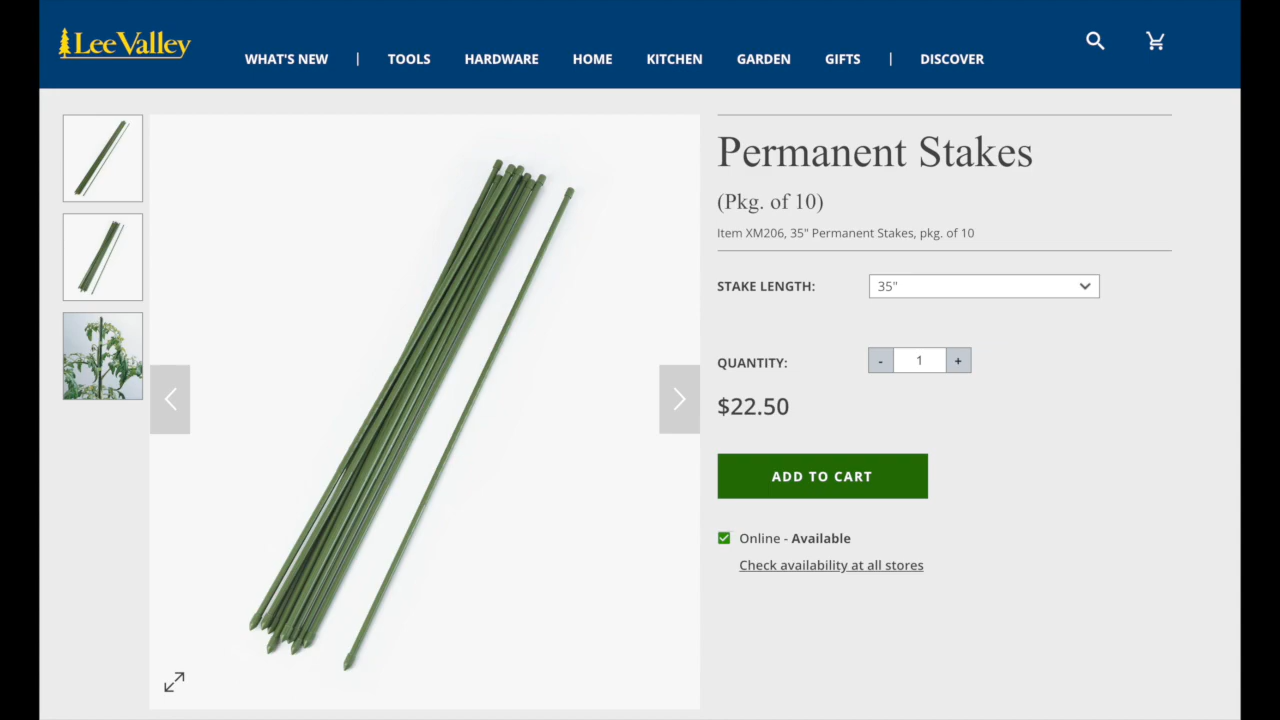 Lee Valley
WHAT'S NEW | TOOLS HARDWARE HOME KITCHEN GARDEN GIFTS | DISCOVER
Permanent Stakes
(Pkg. of 10)
Item XM206, 35" Permanent Stakes, pkg. of 10
STAKE LENGTH: 35"
QUANTITY: - 1 +
$22.50
ADD TO CART
Online - Available
Check availability at all stores